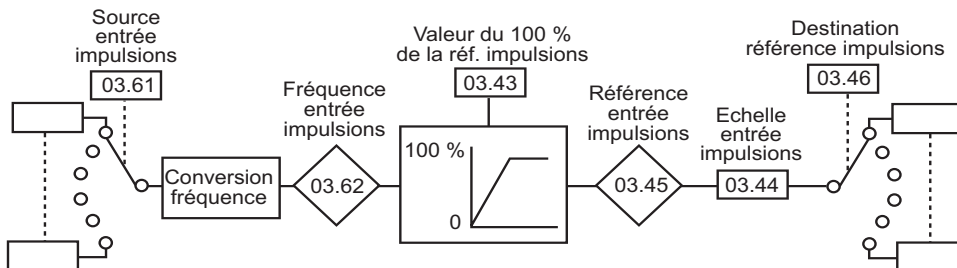 Source
entrée
impulsions
03.61
Fréquence
entrée
impulsions
Conversion
fréquence
03.62
Valeur du 100 %
de la réf. impulsions
03.43
100 %
0
Référence
entrée
impulsions
03.45
Echelle
entrée
impulsions
03.44
Destination
référence impulsions
03.46